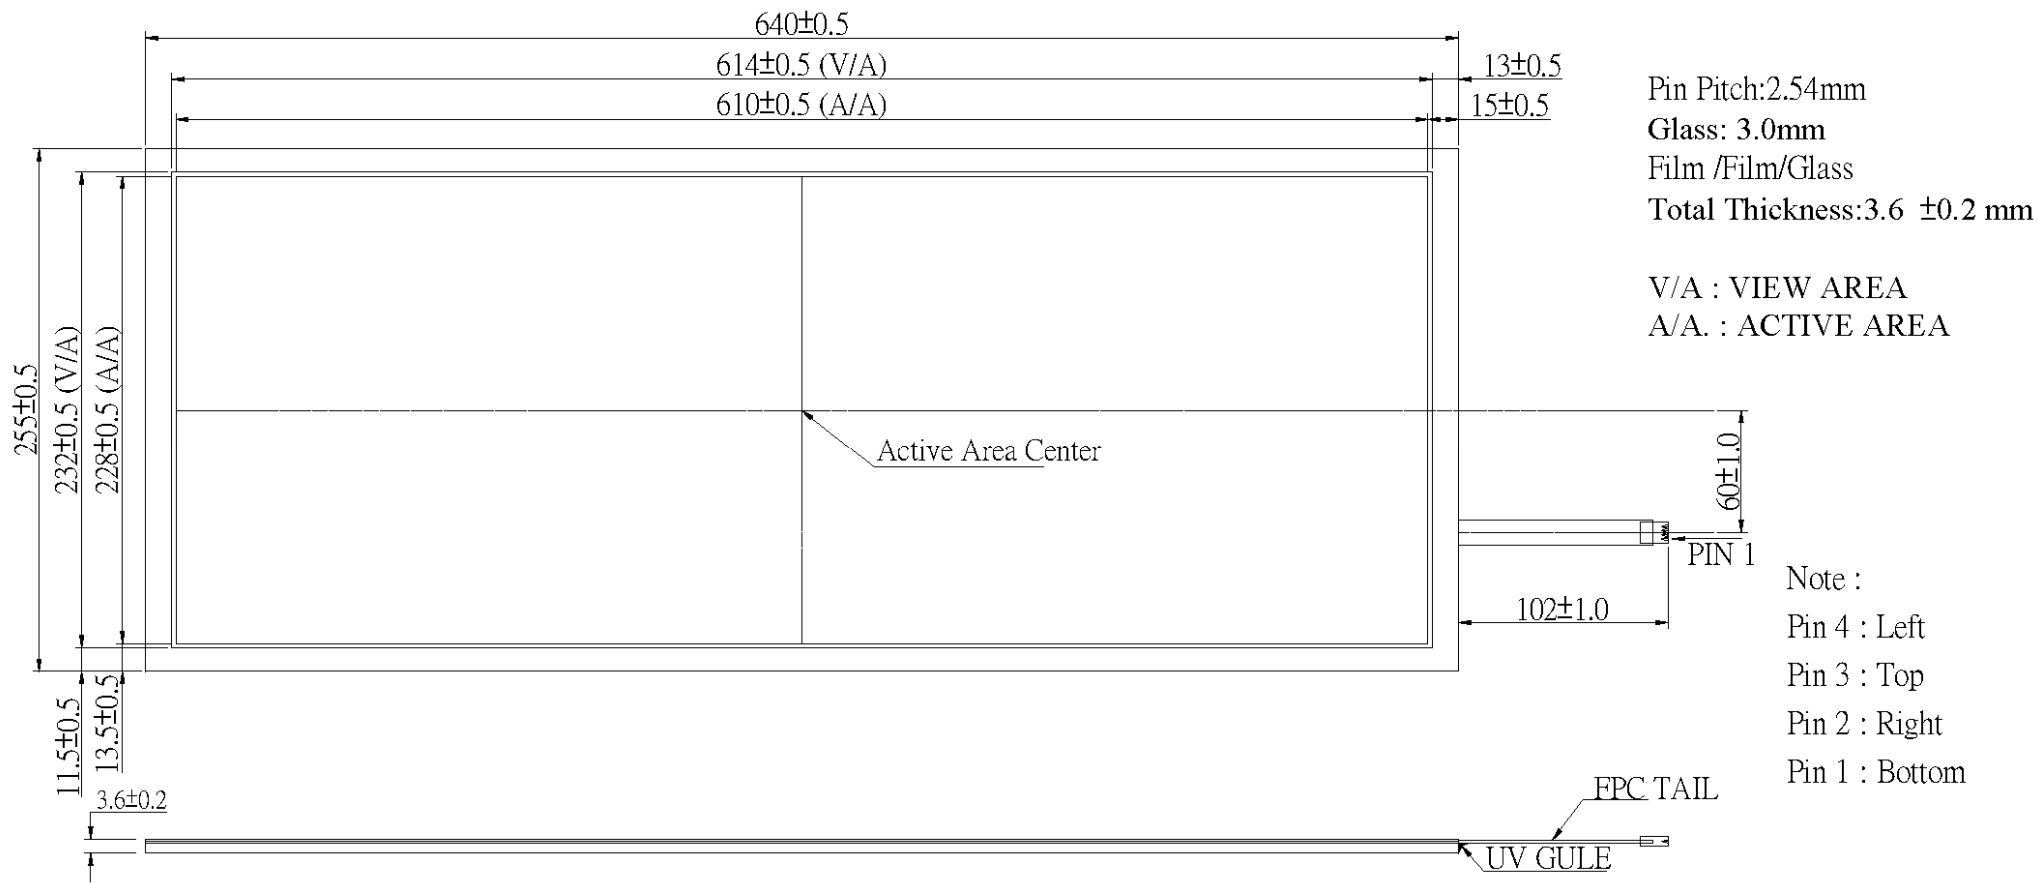 640±0.5
614±0.5 (V/A)
13±0.5
610±0.5 (A/A)
15±0.5
Pin Pitch:2.54mm
Glass: 3.0mm
Film /Film/Glass
Total Thickness:3.6 ±0.2 mm
V/A : VIEW AREA
A/A. : ACTIVE AREA
255±0.5
232±0.5 (V/A)
228±0.5 (A/A)
Active Area Center
60±1.0
PIN 1
102±1.0
Note :
Pin 4 : Left
Pin 3 : Top
Pin 2 : Right
Pin 1 : Bottom
11.5±0.5
13.5±0.5
3.6±0.2
FPC TAIL
UV GULE